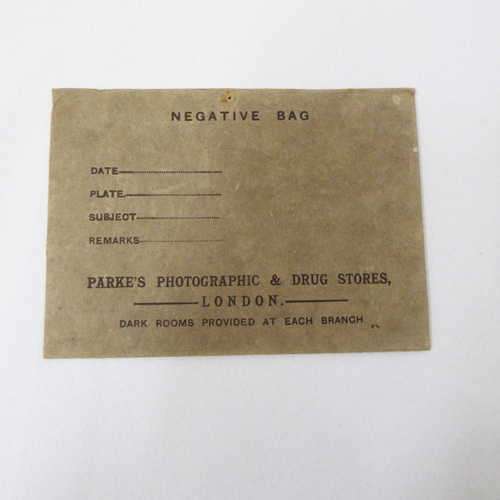 NEGATIVE BAG
DATE
PLATE
SUBJECT
REMARKS
PARKE'S PHOTOGRAPHIC & DRUG STORES,
LONDON.
DARK ROOMS PROVIDED AT EACH BRANCH